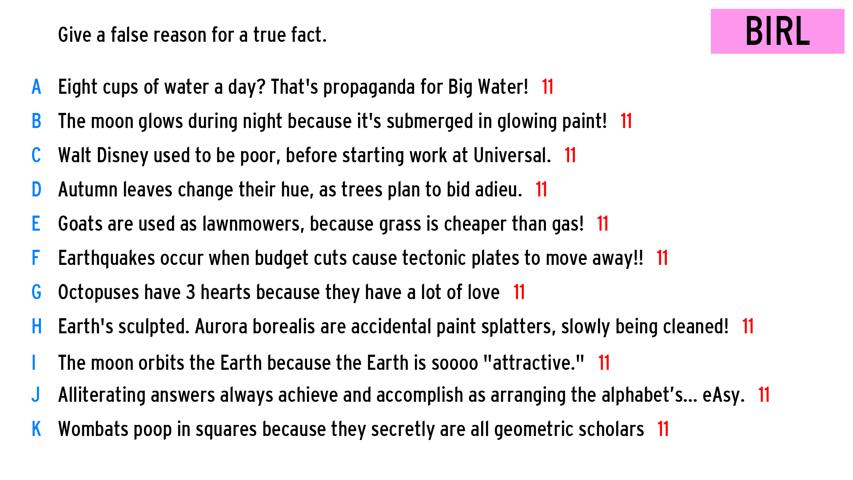 Give a false reason for a true fact.
BIRL
A Eight cups of water a day? That's propaganda for Big Water! 11
B The moon glows during night because it's submerged in glowing paint! 11
C Walt Disney used to be poor, before starting work at Universal. 11
D Autumn leaves change their hue, as trees plan to bid adieu. 11
E Goats are used as lawnmowers, because grass is cheaper than gas! 11
F Earthquakes occur when budget cuts cause tectonic plates to move away!! 11
G Octopuses have 3 hearts because they have a lot of love 11
H Earth's sculpted. Aurora borealis are accidental paint splatters, slowly being cleaned! 11
I The moon orbits the Earth because the Earth is soooo "attractive." 11
J Alliterating answers always achieve and accomplish as arranging the alphabet’s... eAsy. 11
K Wombats poop in squares because they secretly are all geometric scholars 11